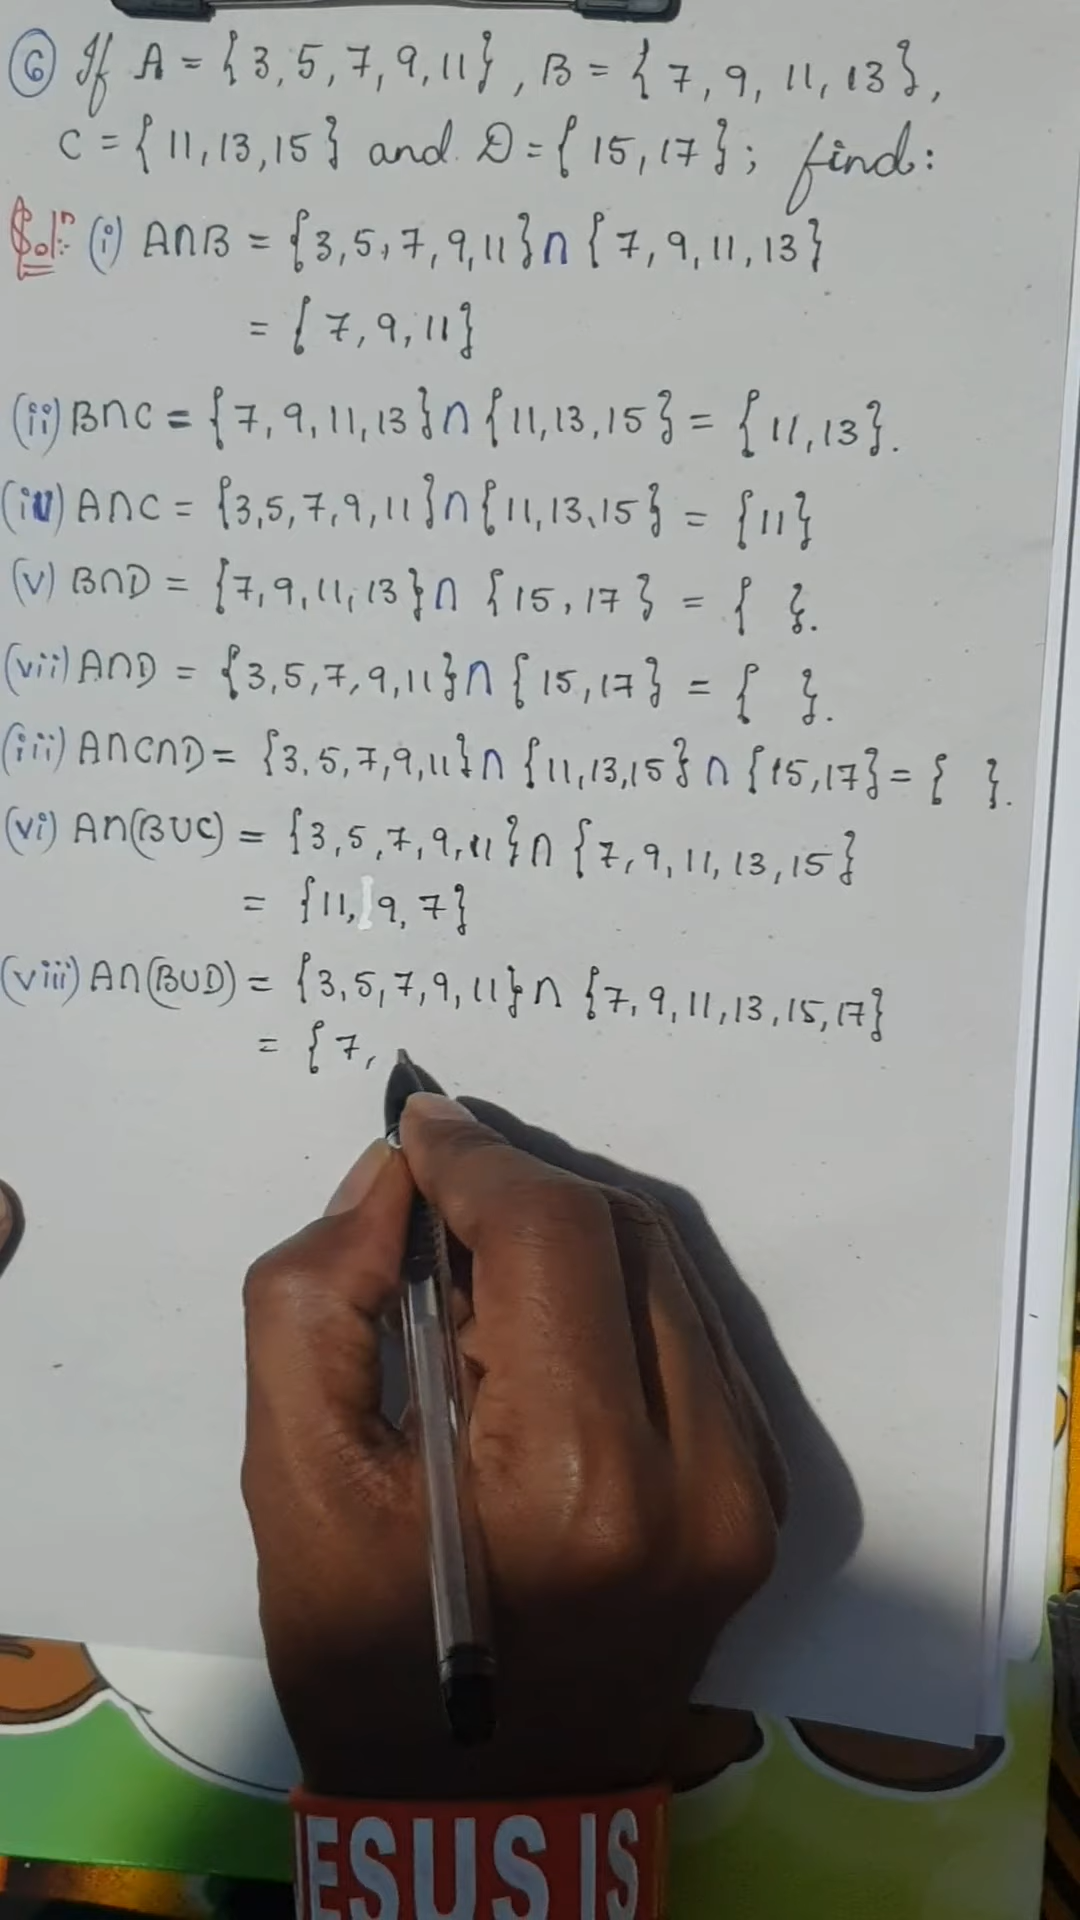 6 If A = {3, 5, 7, 9, 11}, B = {7, 9, 11, 13},
C = {11, 13, 15} and D = {15, 17}; find:
Solⁿ:- (i) A∩B = {3, 5, 7, 9, 11} ∩ {7, 9, 11, 13}
= {7, 9, 11}
(ii) B∩C = {7, 9, 11, 13} ∩ {11, 13, 15} = {11, 13}.
(iv) A∩C = {3, 5, 7, 9, 11} ∩ {11, 13, 15} = {11}
(v) B∩D = {7, 9, 11, 13} ∩ {15, 17} = { }.
(vii) A∩D = {3, 5, 7, 9, 11} ∩ {15, 17} = { }.
(iii) A∩C∩D = {3, 5, 7, 9, 11} ∩ {11, 13, 15} ∩ {15, 17} = { }.
(vi) A∩(B∪C) = {3, 5, 7, 9, 11} ∩ {7, 9, 11, 13, 15}
= {11, 9, 7}
(viii) A∩(B∪D) = {3, 5, 7, 9, 11} ∩ {7, 9, 11, 13, 15, 17}
= {7,
ESUS IS